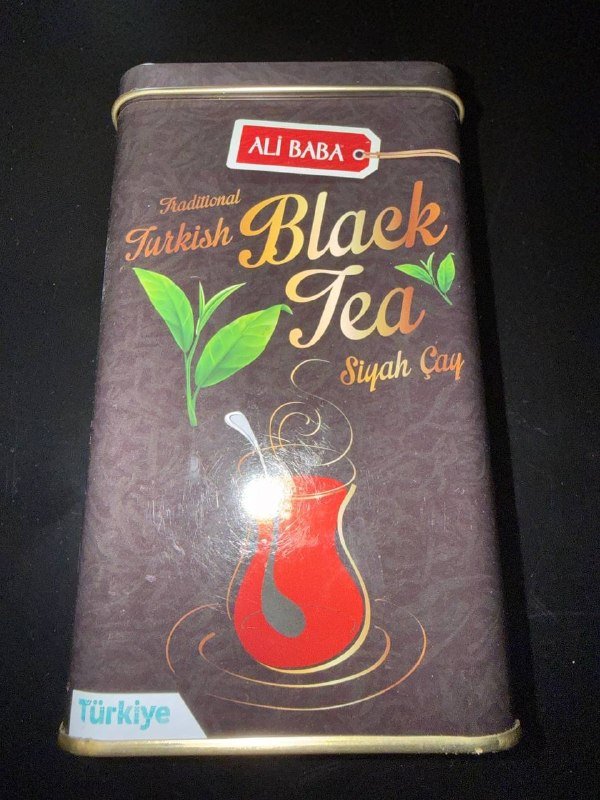 ALİ BABA
Traditional
Turkish Black
Tea
Siyah Çay
Türkiye